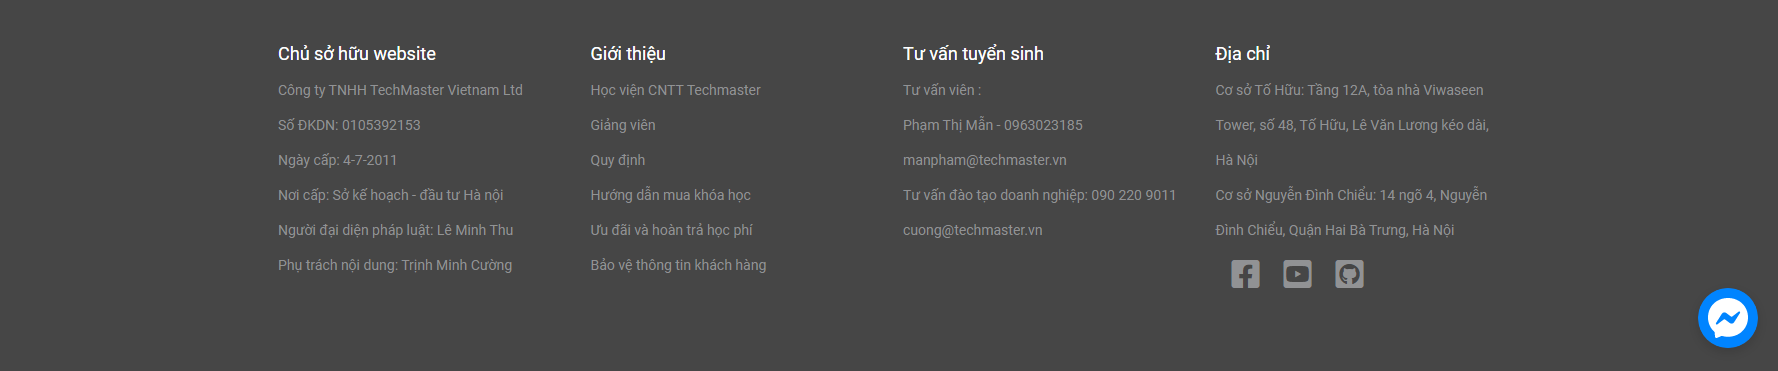 Chủ sở hữu website
Công ty TNHH TechMaster Vietnam Ltd
Số ĐKDN: 0105392153
Ngày cấp: 4-7-2011
Nơi cấp: Sở kế hoạch - đầu tư Hà nội
Người đại diện pháp luật: Lê Minh Thu
Phụ trách nội dung: Trịnh Minh Cường
Giới thiệu
Học viện CNTT Techmaster
Giảng viên
Quy định
Hướng dẫn mua khóa học
Ưu đãi và hoàn trả học phí
Bảo vệ thông tin khách hàng
Tư vấn tuyển sinh
Tư vấn viên :
Phạm Thị Mẫn - 0963023185
manpham@techmaster.vn
Tư vấn đào tạo doanh nghiệp: 090 220 9011
cuong@techmaster.vn
Địa chỉ
Cơ sở Tố Hữu: Tầng 12A, tòa nhà Viwaseen
Tower, số 48, Tố Hữu, Lê Văn Lương kéo dài,
Hà Nội
Cơ sở Nguyễn Đình Chiểu: 14 ngõ 4, Nguyễn
Đình Chiểu, Quận Hai Bà Trưng, Hà Nội